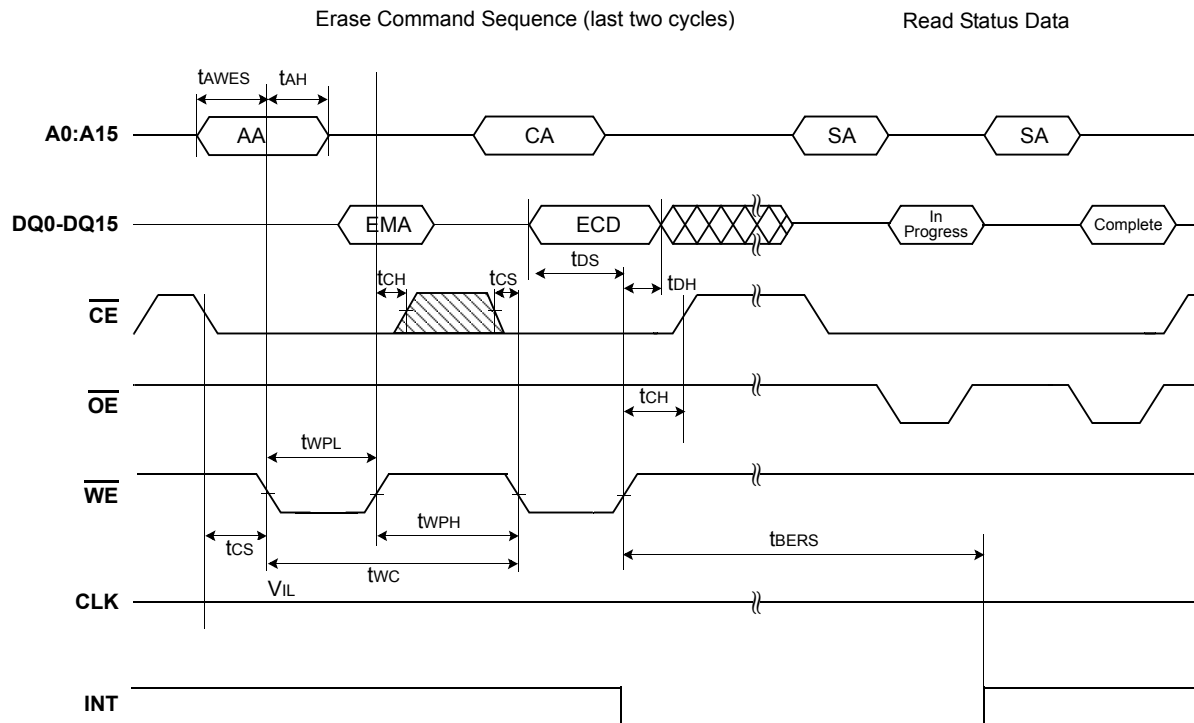 Erase Command Sequence (last two cycles)
Read Status Data
tAWES
tAH
A0:A15
AA
CA
SA
SA
DQ0-DQ15
EMA
ECD
In
Progress
Complete
tDS
tCH
tCS
tDH
CE
OE
tCH
tWPL
WE
tWPH
tCS
tBERS
tWC
VIL
CLK
INT